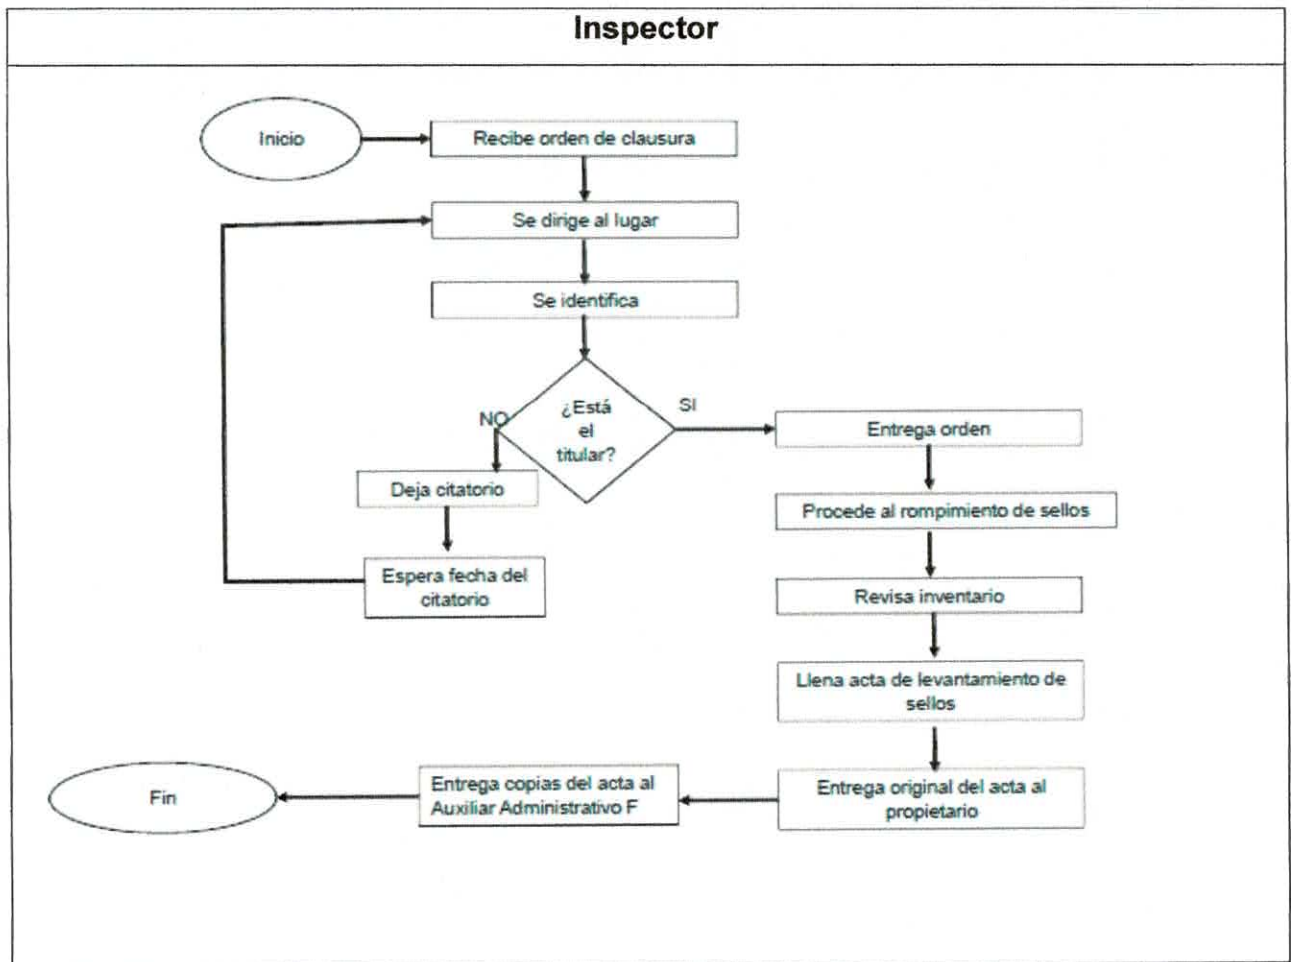 Inspector
Inicio
Recibe orden de clausura
Se dirige al lugar
Se identifica
¿Está
el
titular?
NO
SI
Deja citatorio
Espera fecha del
citatorio
Entrega orden
Procede al rompimiento de sellos
Revisa inventario
Llena acta de levantamiento de
sellos
Entrega original del acta al
propietario
Entrega copias del acta al
Auxiliar Administrativo F
Fin